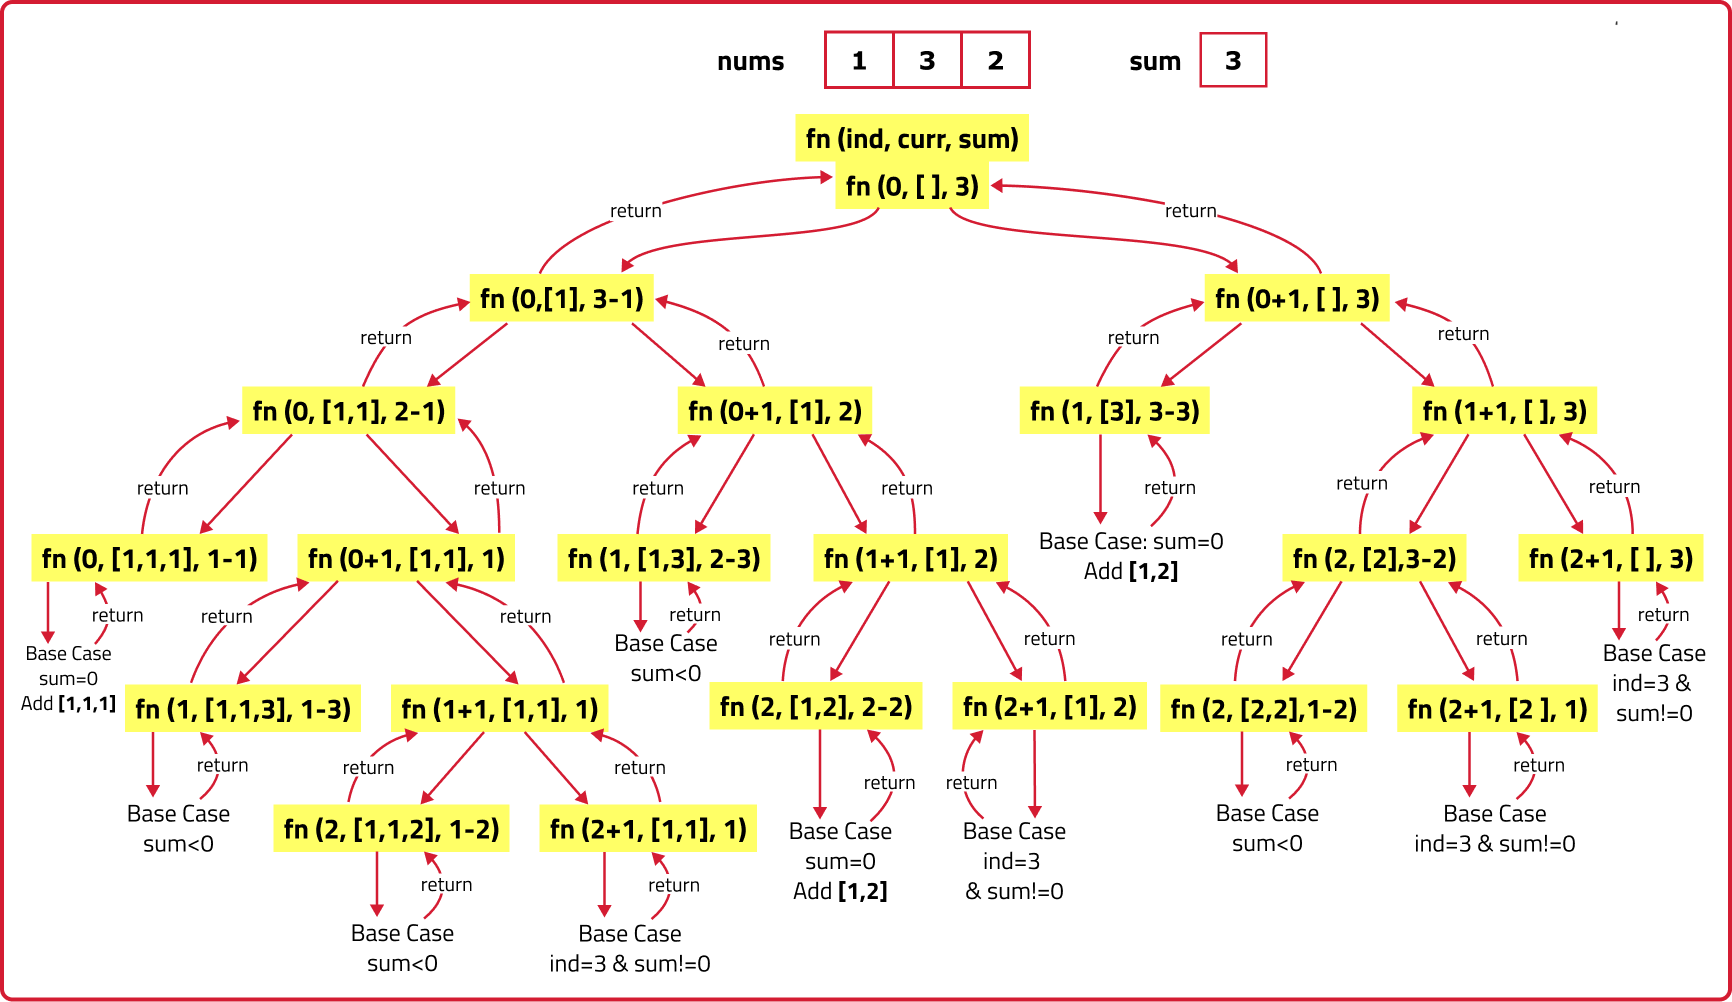 nums 1 3 2 sum 3
fn (ind, curr, sum)
fn (0, [ ], 3)
return return
fn (0,[1], 3-1) fn (0+1, [ ], 3)
return return return return
fn (0, [1,1], 2-1) fn (0+1, [1], 2) fn (1, [3], 3-3) fn (1+1, [ ], 3)
return return return return return return return
Base Case: sum=0
Add [1,2]
fn (0, [1,1,1], 1-1) fn (0+1, [1,1], 1) fn (1, [1,3], 2-3) fn (1+1, [1], 2) fn (2, [2],3-2) fn (2+1, [ ], 3)
return return return return return return return return return
Base Case
sum=0
Add [1,1,1]
Base Case
sum<0
Base Case
ind=3 &
sum!=0
fn (1, [1,1,3], 1-3) fn (1+1, [1,1], 1) fn (2, [1,2], 2-2) fn (2+1, [1], 2) fn (2, [2,2],1-2) fn (2+1, [2 ], 1)
return return return return return return return
Base Case
sum<0
Base Case
sum=0
Add [1,2]
Base Case
ind=3
& sum!=0
Base Case
sum<0
Base Case
ind=3 & sum!=0
fn (2, [1,1,2], 1-2) fn (2+1, [1,1], 1)
return return
Base Case
sum<0
Base Case
ind=3 & sum!=0